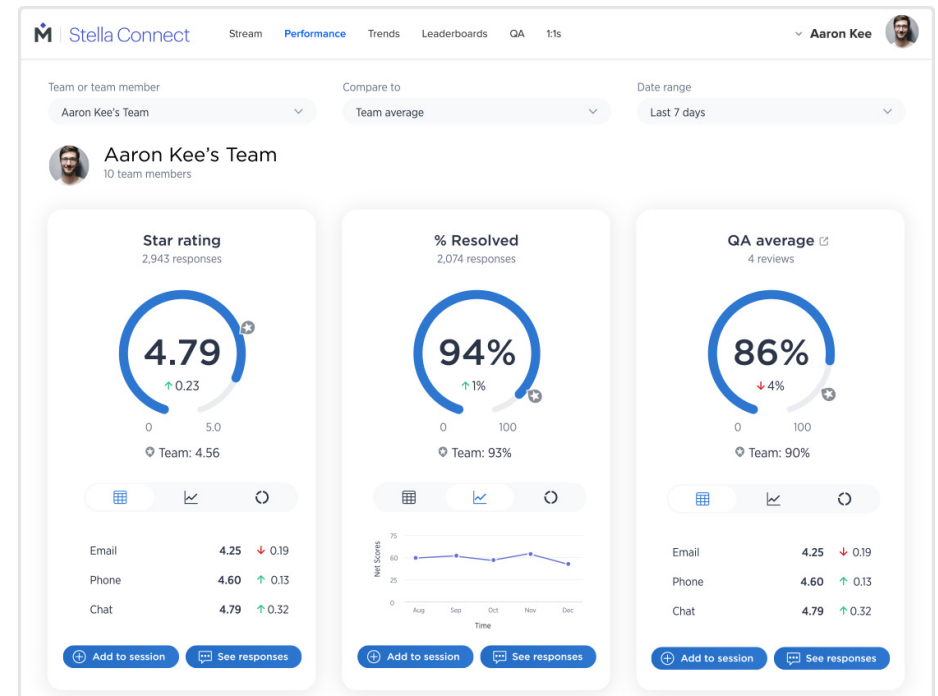 Stella Connect
Stream
Performance
Trends
Leaderboards
QA
1:1s
Aaron Kee
Team or team member
Aaron Kee's Team
Compare to
Team average
Date range
Last 7 days
Aaron Kee's Team
10 team members
Star rating
2,943 responses
4.79
↑ 0.23
0
5.0
Team: 4.56
Email 4.25 ↓ 0.19
Phone 4.60 ↑ 0.13
Chat 4.79 ↑ 0.32
Add to session
See responses
% Resolved
2,074 responses
94%
↑ 1%
0
100
Team: 93%
Net Scores
75
60
25
0
Aug Sep Oct Nov Dec
Time
Add to session
See responses
QA average
4 reviews
86%
↓ 4%
0
100
Team: 90%
Email 4.25 ↓ 0.19
Phone 4.60 ↑ 0.13
Chat 4.79 ↑ 0.32
Add to session
See responses